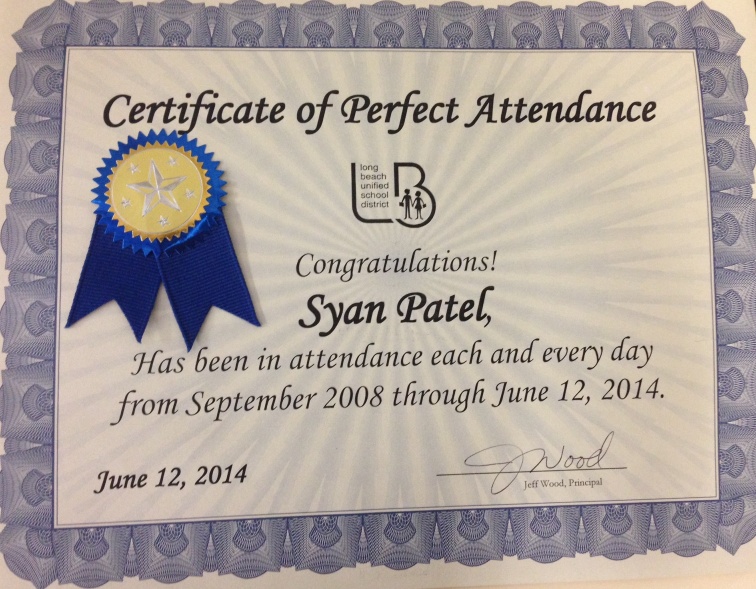 Certificate of Perfect Attendance
long
beach
unified
school
district
LB
Congratulations!
Syan Patel,
Has been in attendance each and every day
from September 2008 through June 12, 2014.
June 12, 2014
J Wood
Jeff Wood, Principal